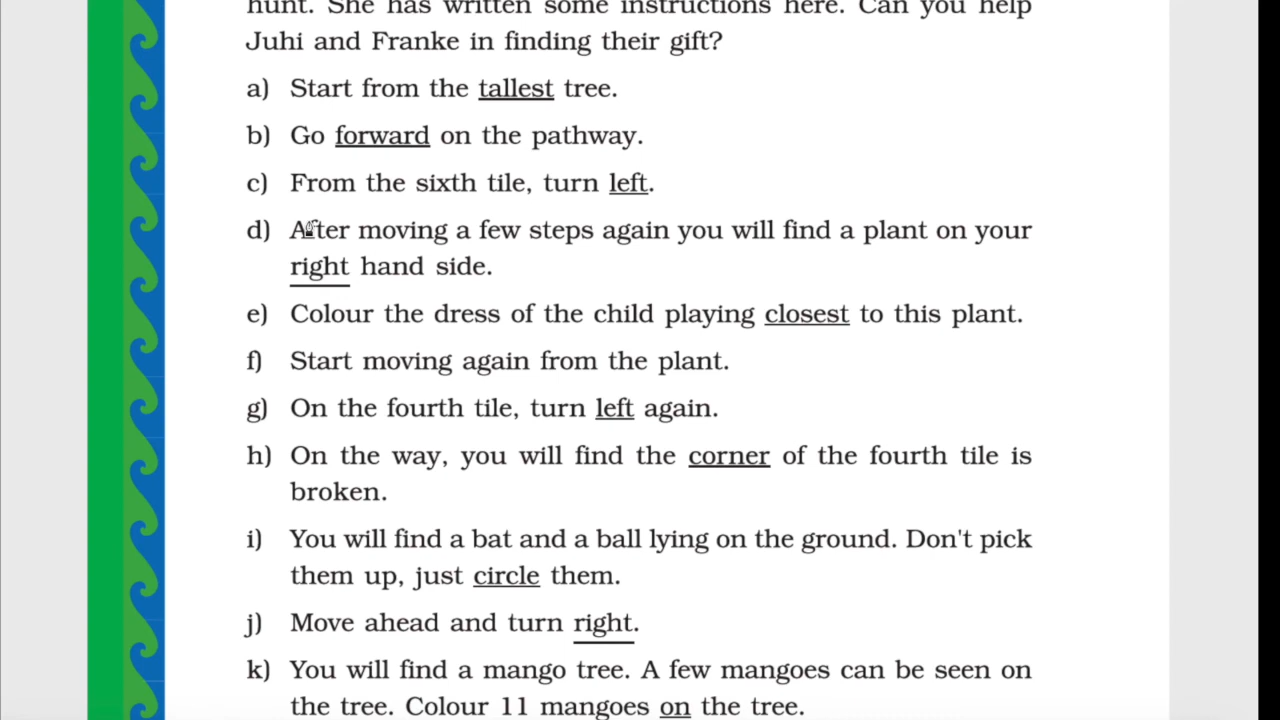 hunt. She has written some instructions here. Can you help
Juhi and Franke in finding their gift?
a) Start from the tallest tree.
b) Go forward on the pathway.
c) From the sixth tile, turn left.
d) After moving a few steps again you will find a plant on your
right hand side.
e) Colour the dress of the child playing closest to this plant.
f) Start moving again from the plant.
g) On the fourth tile, turn left again.
h) On the way, you will find the corner of the fourth tile is
broken.
i) You will find a bat and a ball lying on the ground. Don't pick
them up, just circle them.
j) Move ahead and turn right.
k) You will find a mango tree. A few mangoes can be seen on
the tree. Colour 11 mangoes on the tree.